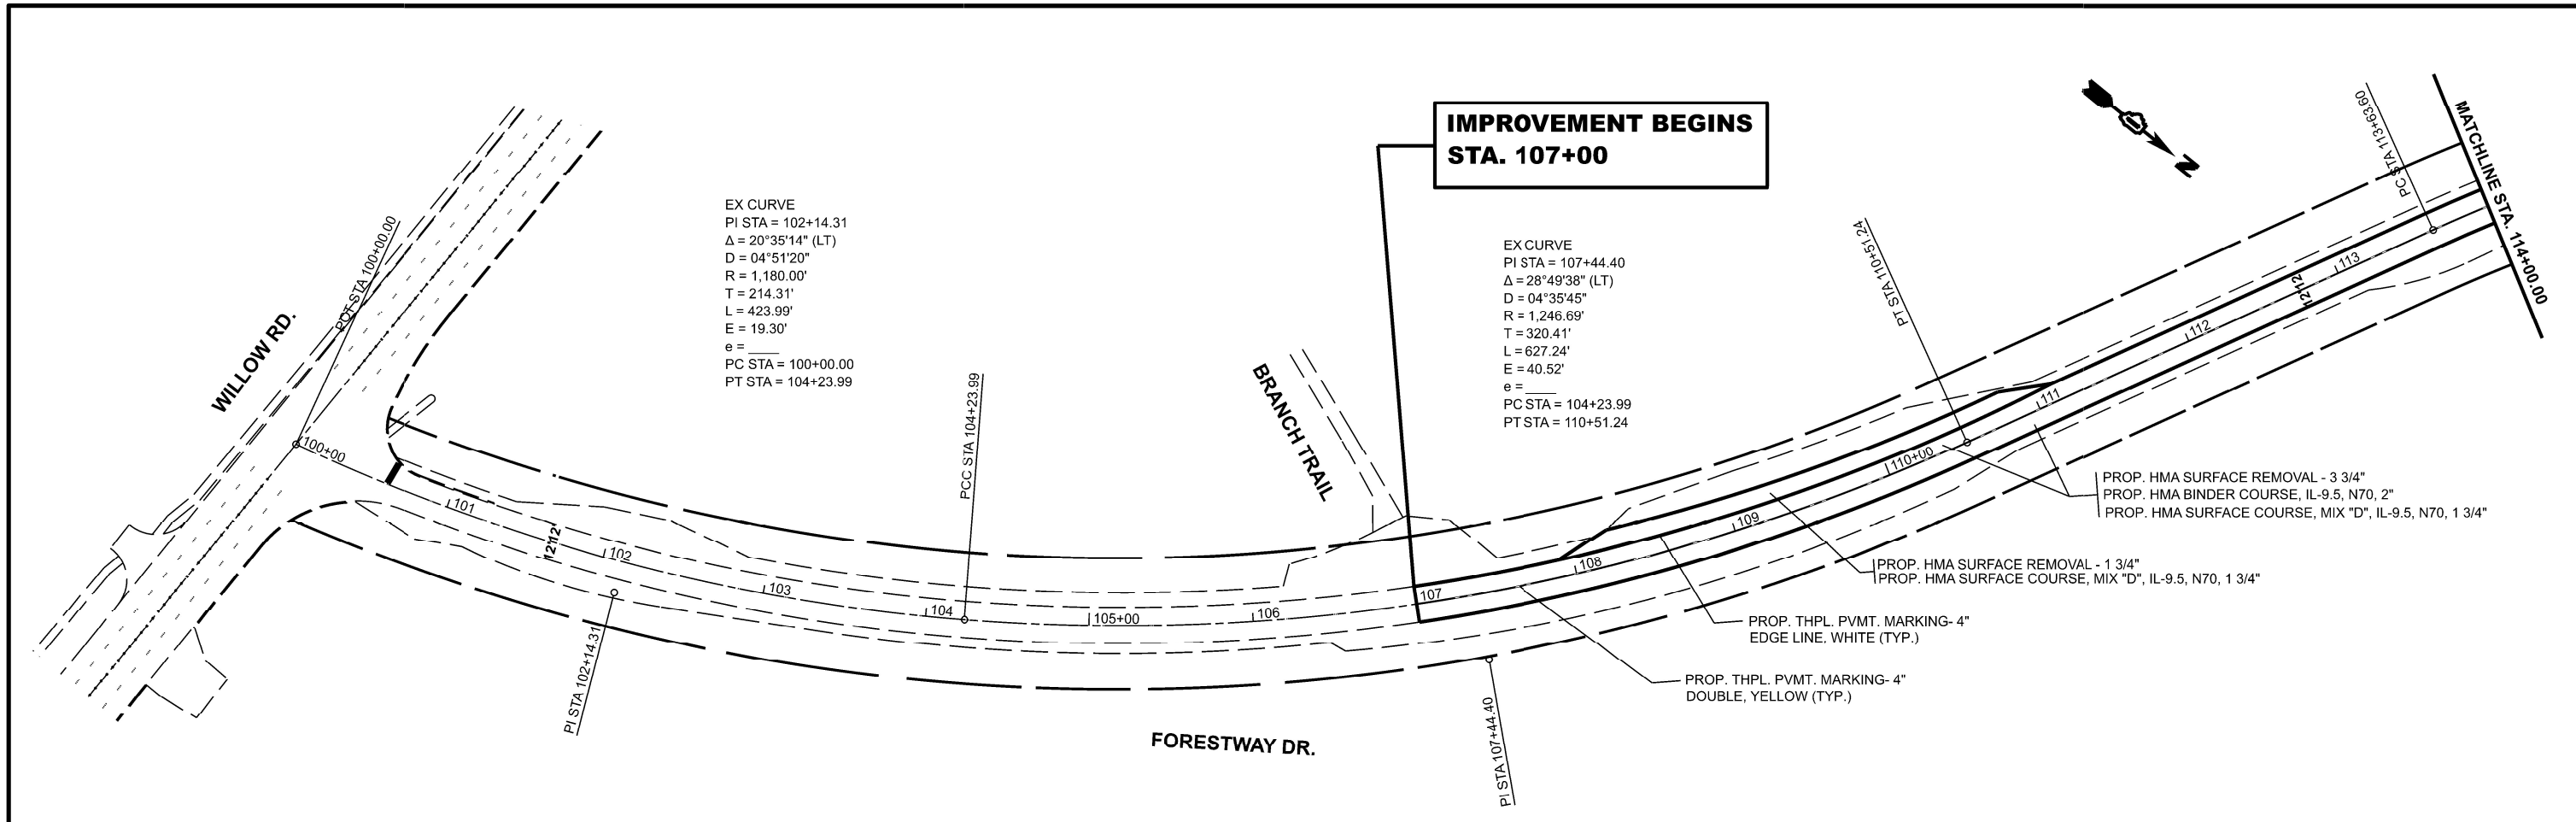 IMPROVEMENT BEGINS
STA. 107+00
N
MATCHLINE STA. 114+00.00
PC STA 113+63.60
PT STA 110+51.24
POT STA 100+00.00
WILLOW RD.
EX CURVE
PI STA = 102+14.31
Δ = 20°35'14" (LT)
D = 04°51'20"
R = 1,180.00'
T = 214.31'
L = 423.99'
E = 19.30'
e = ____
PC STA = 100+00.00
PT STA = 104+23.99
EX CURVE
PI STA = 107+44.40
Δ = 28°49'38" (LT)
D = 04°35'45"
R = 1,246.69'
T = 320.41'
L = 627.24'
E = 40.52'
e = ____
PC STA = 104+23.99
PT STA = 110+51.24
PCC STA 104+23.99
BRANCH TRAIL
100+00
101
12'12'
102
103
104
105+00
106
107
108
109
110+00
111
112
12'12'
113
PROP. HMA SURFACE REMOVAL - 3 3/4"
PROP. HMA BINDER COURSE, IL-9.5, N70, 2"
PROP. HMA SURFACE COURSE, MIX "D", IL-9.5, N70, 1 3/4"
PROP. HMA SURFACE REMOVAL - 1 3/4"
PROP. HMA SURFACE COURSE, MIX "D", IL-9.5, N70, 1 3/4"
PROP. THPL. PVMT. MARKING- 4"
EDGE LINE. WHITE (TYP.)
PROP. THPL. PVMT. MARKING- 4"
DOUBLE, YELLOW (TYP.)
PI STA 102+14.31
PI STA 107+44.40
FORESTWAY DR.